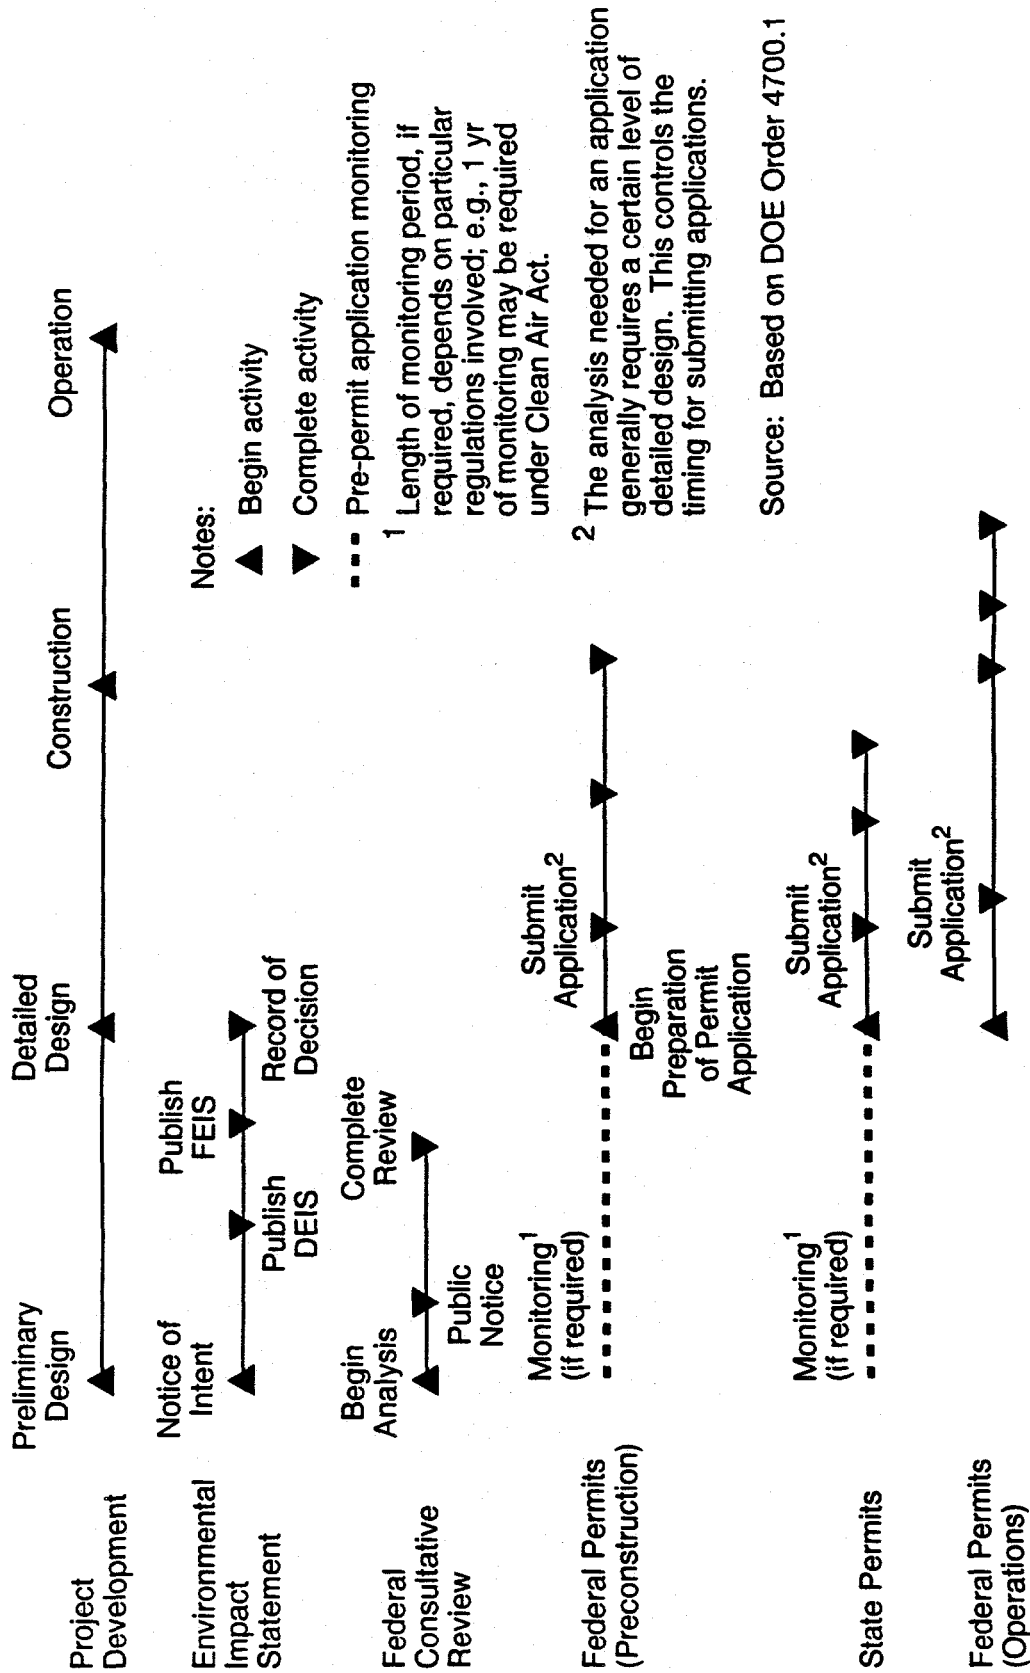 Preliminary
Design
Detailed
Design
Construction
Operation
Project
Development
Notice of
Intent
Publish
FEIS
Environmental
Impact
Statement
Publish
DEIS
Record of
Decision
Begin
Analysis
Complete
Review
Federal
Consultative
Review
Public
Notice
Monitoring1
(if required)
Submit
Application2
Federal Permits
(Preconstruction)
Begin
Preparation
of Permit
Application
Monitoring1
(if required)
Submit
Application2
State Permits
Submit
Application2
Federal Permits
(Operations)
Notes:
Begin activity
Complete activity
Pre-permit application monitoring
1 Length of monitoring period, if
required, depends on particular
regulations involved; e.g., 1 yr
of monitoring may be required
under Clean Air Act.
2 The analysis needed for an application
generally requires a certain level of
detailed design. This controls the
timing for submitting applications.
Source: Based on DOE Order 4700.1